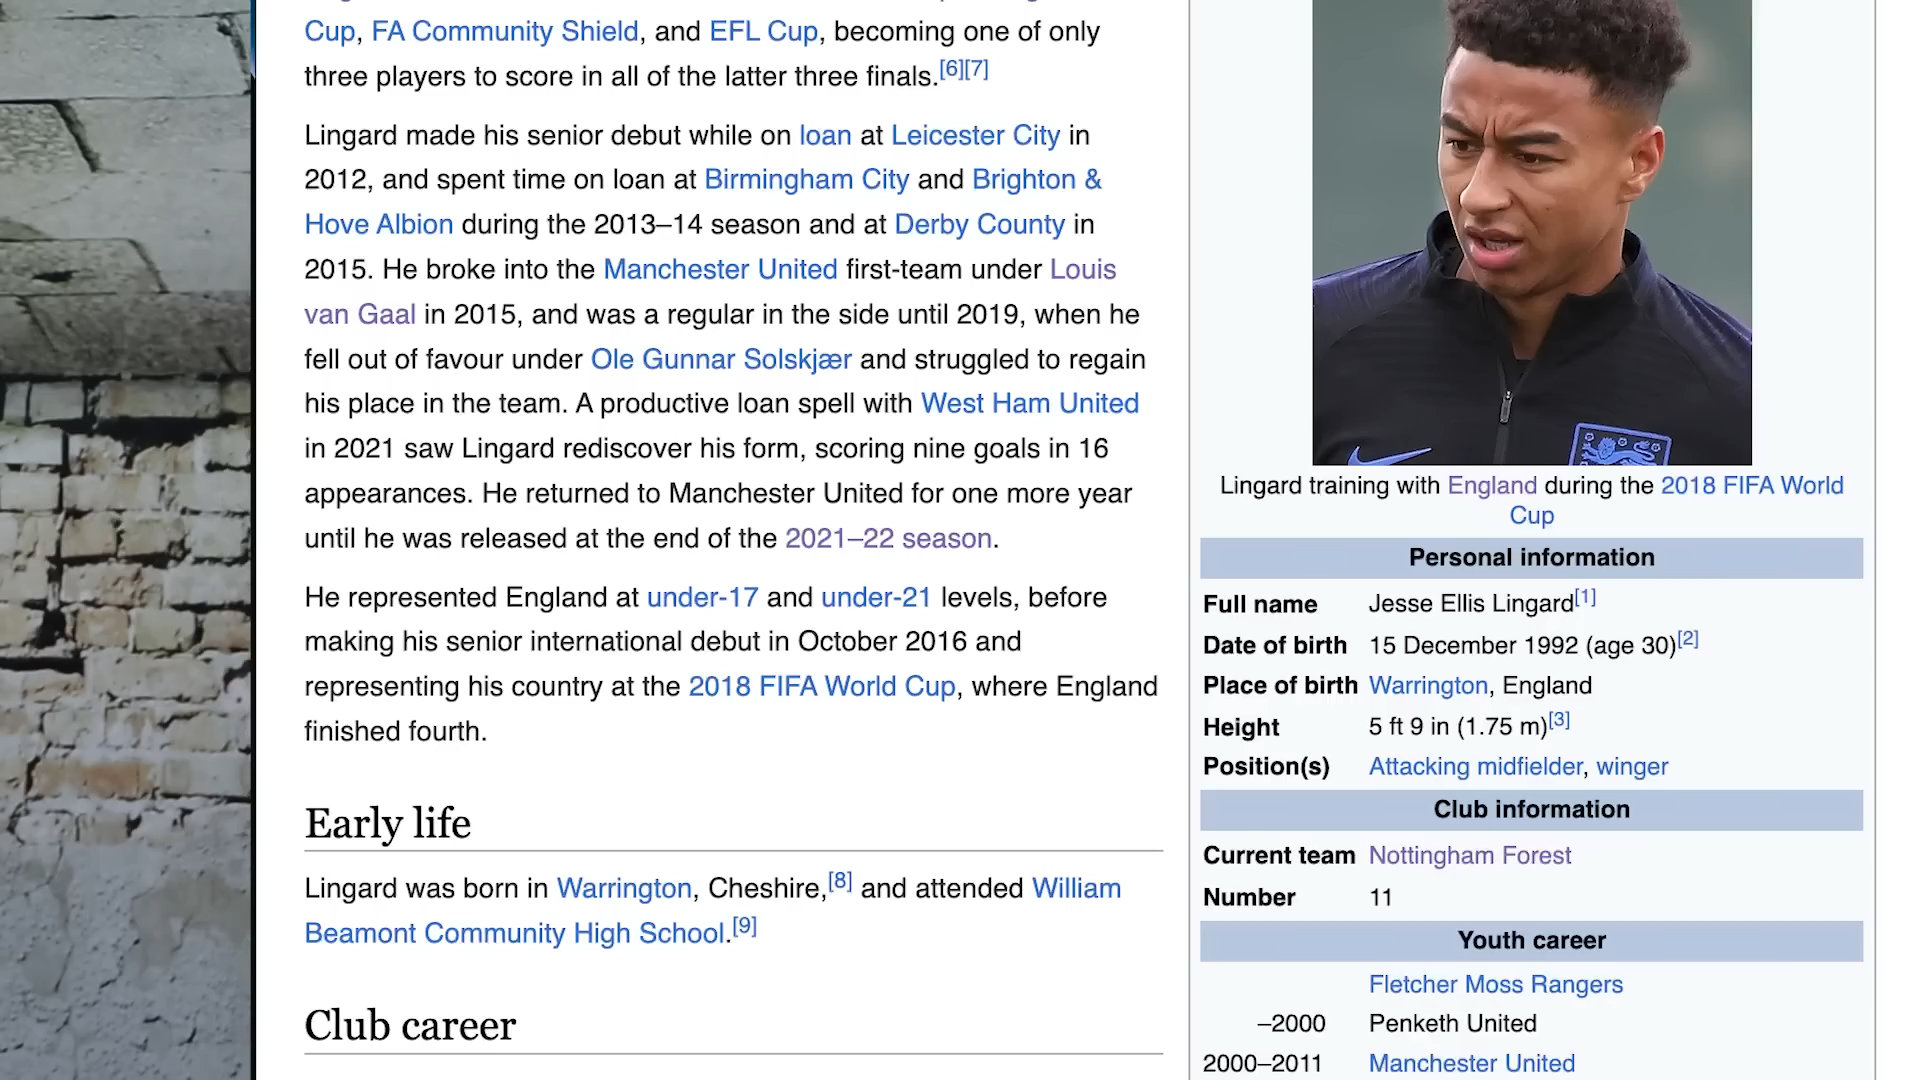 Cup, FA Community Shield, and EFL Cup, becoming one of only
three players to score in all of the latter three finals.[6][7]
Lingard made his senior debut while on loan at Leicester City in
2012, and spent time on loan at Birmingham City and Brighton &
Hove Albion during the 2013–14 season and at Derby County in
2015. He broke into the Manchester United first-team under Louis
van Gaal in 2015, and was a regular in the side until 2019, when he
fell out of favour under Ole Gunnar Solskjær and struggled to regain
his place in the team. A productive loan spell with West Ham United
in 2021 saw Lingard rediscover his form, scoring nine goals in 16
appearances. He returned to Manchester United for one more year
until he was released at the end of the 2021–22 season.
He represented England at under-17 and under-21 levels, before
making his senior international debut in October 2016 and
representing his country at the 2018 FIFA World Cup, where England
finished fourth.
Early life
Lingard was born in Warrington, Cheshire,[8] and attended William
Beamont Community High School.[9]
Club career
Lingard training with England during the 2018 FIFA World
Cup
Personal information
Full name Jesse Ellis Lingard[1]
Date of birth 15 December 1992 (age 30)[2]
Place of birth Warrington, England
Height 5 ft 9 in (1.75 m)[3]
Position(s) Attacking midfielder, winger
Club information
Current team Nottingham Forest
Number 11
Youth career
Fletcher Moss Rangers
–2000 Penketh United
2000–2011 Manchester United